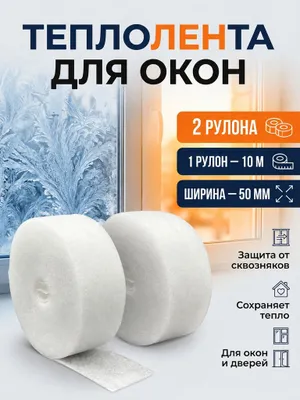 ТЕПЛОЛЕНТА
ДЛЯ ОКОН
2 РУЛОНА
1 РУЛОН – 10 М
ШИРИНА – 50 ММ
Защита от
сквозняков
Сохраняет
тепло
Для окон
и дверей